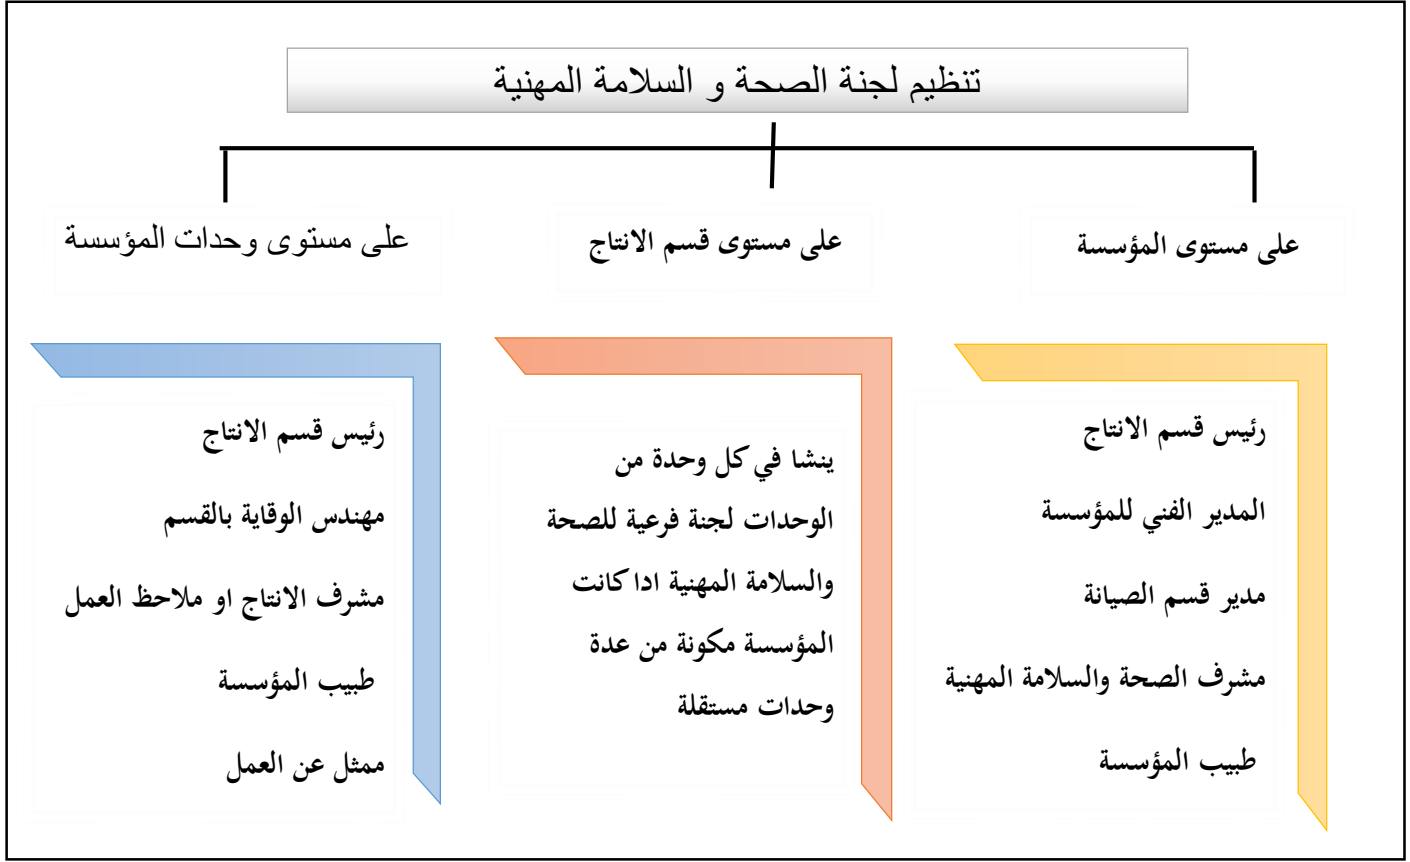 تنظيم لجنة الصحة و السلامة المهنية
على مستوى المؤسسة
على مستوى قسم الانتاج
على مستوى وحدات المؤسسة
رئيس قسم الانتاج
المدير الفني للمؤسسة
مدير قسم الصيانة
مشرف الصحة والسلامة المهنية
طبيب المؤسسة
ينشا في كل وحدة من
الوحدات لجنة فرعية للصحة
والسلامة المهنية ادا كانت
المؤسسة مكونة من عدة
وحدات مستقلة
رئيس قسم الانتاج
مهندس الوقاية بالقسم
مشرف الانتاج او ملاحظ العمل
طبيب المؤسسة
ممثل عن العمل